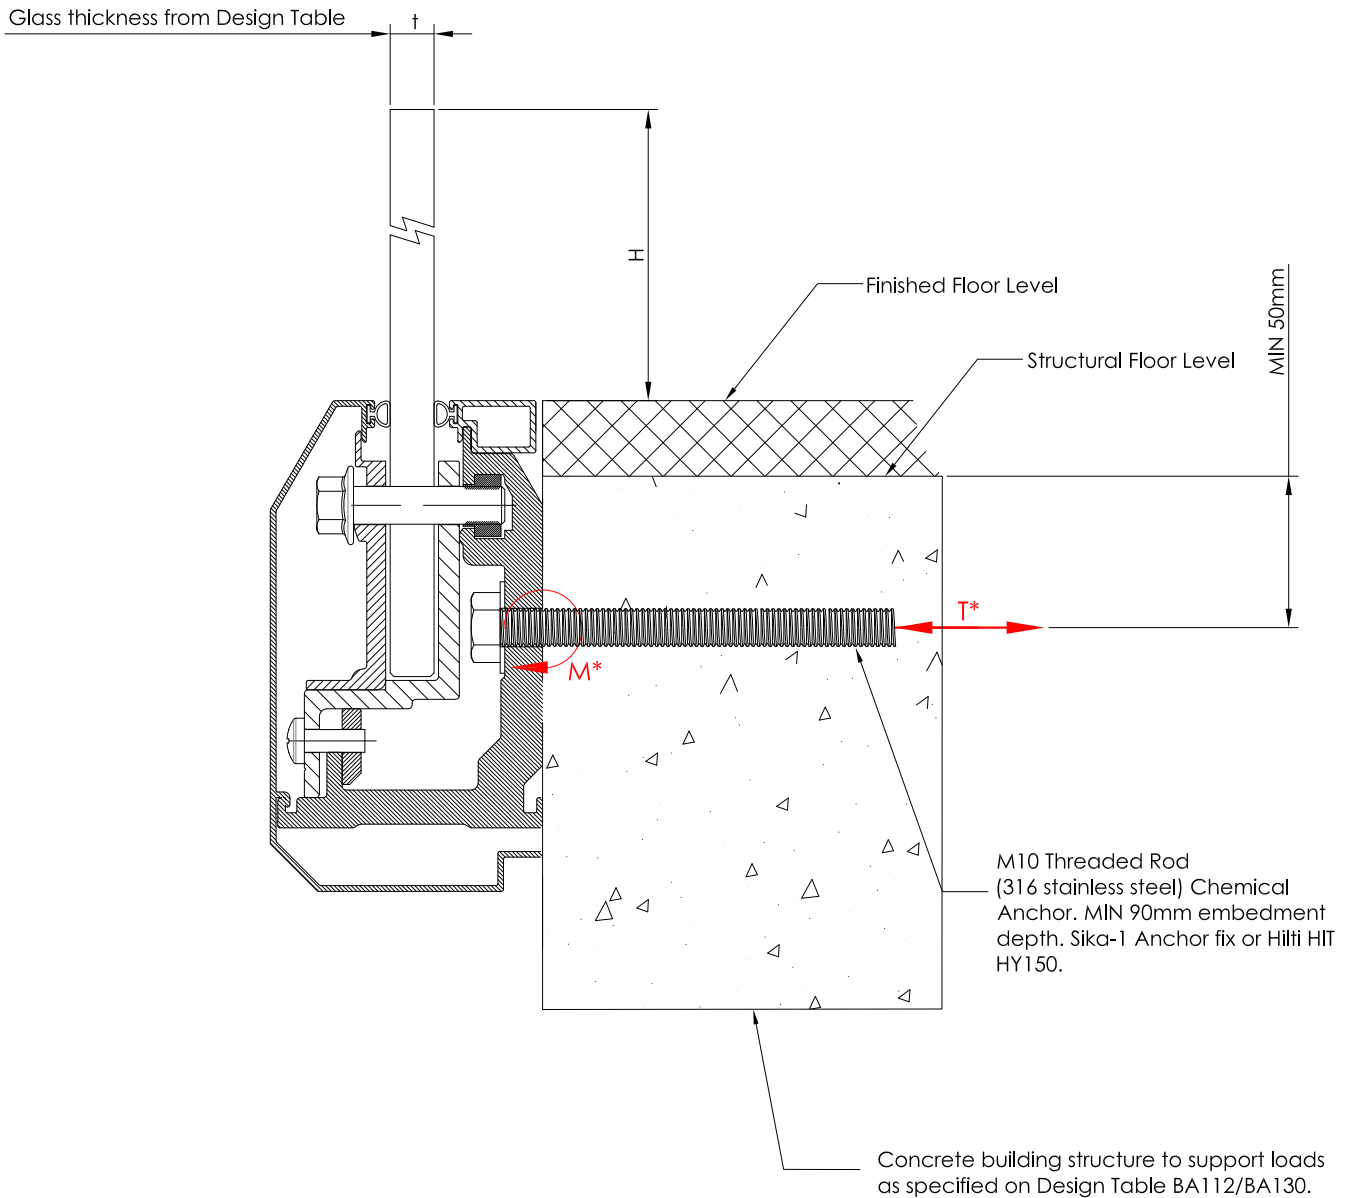 Glass thickness from Design Table
t
H
Finished Floor Level
MIN 50mm
Structural Floor Level
T*
M*
M10 Threaded Rod
(316 stainless steel) Chemical
Anchor. MIN 90mm embedment
depth. Sika-1 Anchor fix or Hilti HIT
HY150.
Concrete building structure to support loads
as specified on Design Table BA112/BA130.